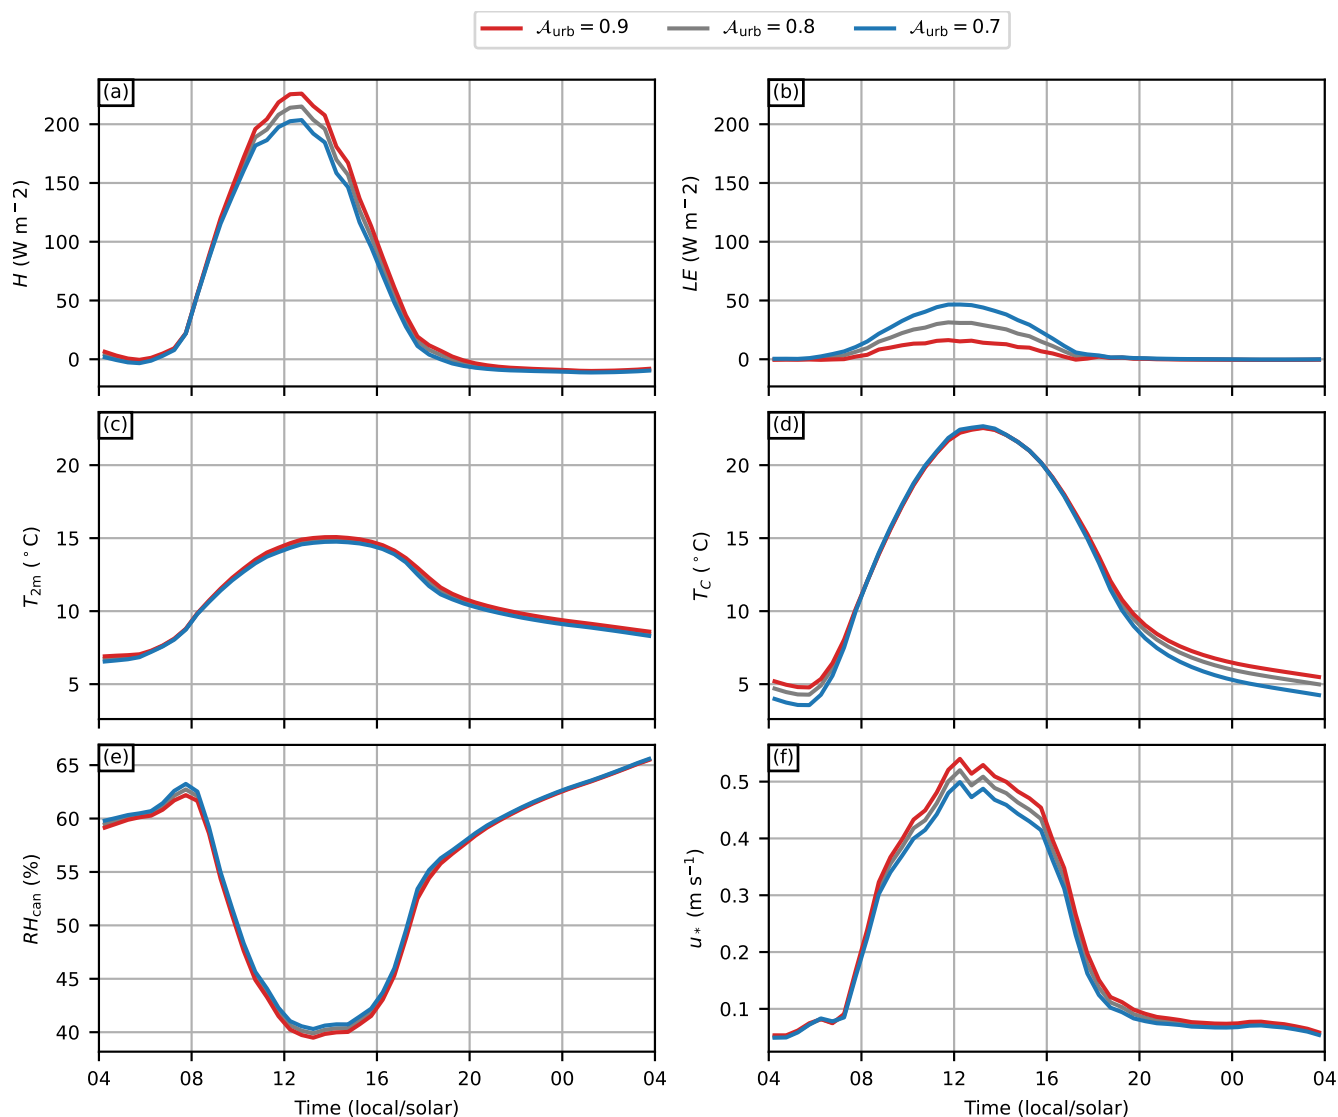 𝒜urb = 0.9 𝒜urb = 0.8 𝒜urb = 0.7
(a)
200
150
100
50
0
H (W m−2)
(b)
200
150
100
50
0
LE (W m−2)
(c)
20
15
10
5
T2m (°C)
(d)
20
15
10
5
TC (°C)
(e)
65
60
55
50
45
40
RHcan (%)
04 08 12 16 20 00 04
Time (local/solar)
(f)
0.5
0.4
0.3
0.2
0.1
u* (m s−1)
04 08 12 16 20 00 04
Time (local/solar)